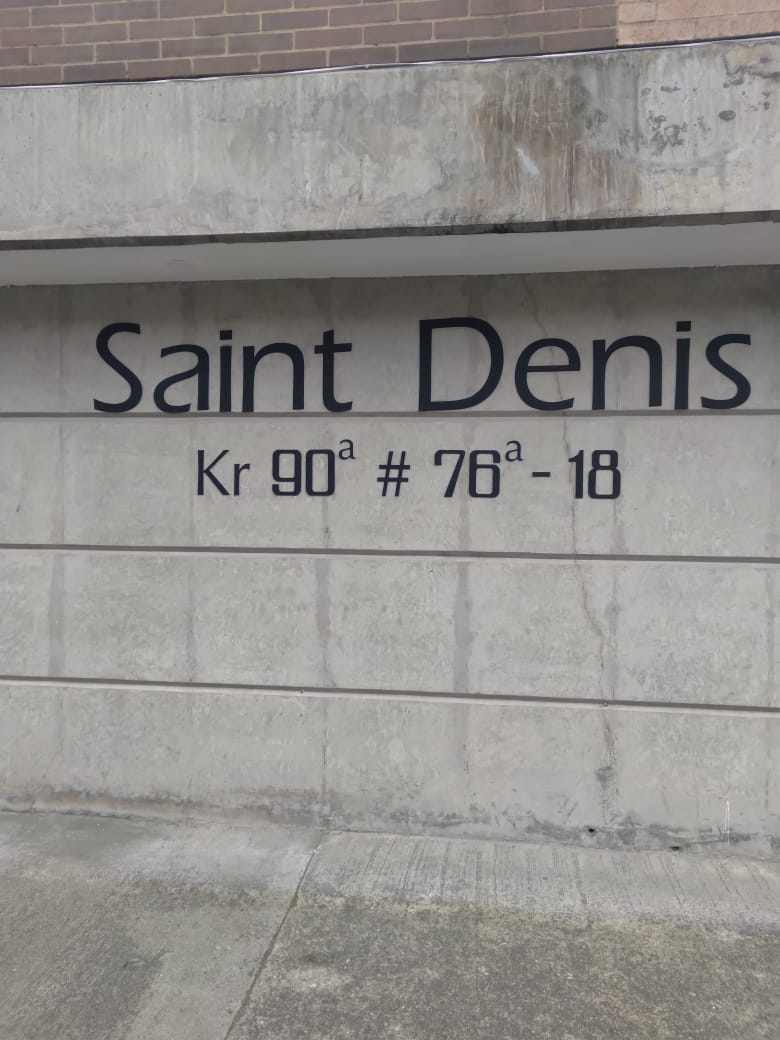 Saint Denis
Kr 90ª # 76ª - 18